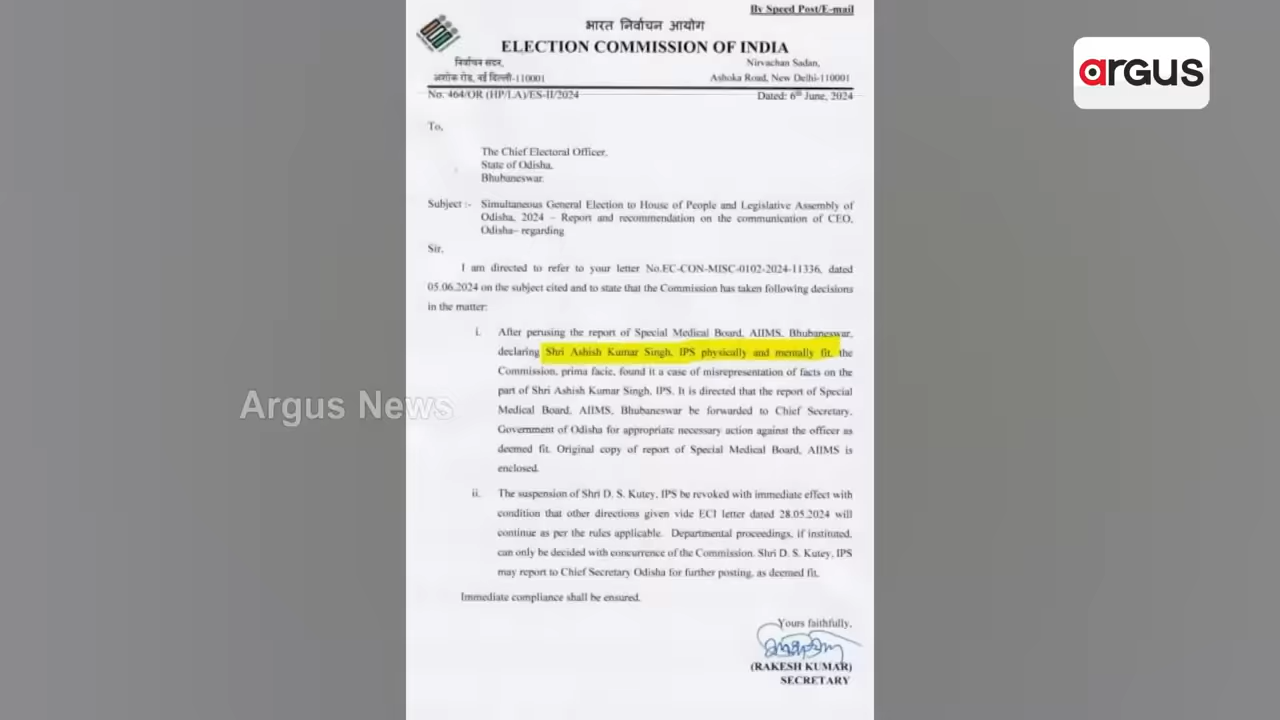 By Speed Post/E-mail
भारत निर्वाचन आयोग
ELECTION COMMISSION OF INDIA
निर्वाचन सदन,
अशोक रोड, नई दिल्ली-110001
Nirvachan Sadan,
Ashoka Road, New Delhi-110001
No. 464/OR (HP/LA)/ES-II/2024
Dated: 6th June, 2024
To,
The Chief Electoral Officer,
State of Odisha,
Bhubaneswar.
Subject :- Simultaneous General Election to House of People and Legislative Assembly of
Odisha, 2024 – Report and recommendation on the communication of CEO,
Odisha– regarding
Sir,
I am directed to refer to your letter No.EC-CON-MISC-0102-2024-11336, dated
05.06.2024 on the subject cited and to state that the Commission has taken following decisions
in the matter:
i. After perusing the report of Special Medical Board, AIIMS, Bhubaneswar,
declaring Shri Ashish Kumar Singh, IPS physically and mentally fit, the
Commission, prima facie, found it a case of misrepresentation of facts on the
part of Shri Ashish Kumar Singh, IPS. It is directed that the report of Special
Medical Board, AIIMS, Bhubaneswar be forwarded to Chief Secretary,
Government of Odisha for appropriate necessary action against the officer as
deemed fit. Original copy of report of Special Medical Board, AIIMS is
enclosed.
ii. The suspension of Shri D. S. Kutey, IPS be revoked with immediate effect with
condition that other directions given vide ECI letter dated 28.05.2024 will
continue as per the rules applicable. Departmental proceedings, if instituted,
can only be decided with concurrence of the Commission. Shri D. S. Kutey, IPS
may report to Chief Secretary Odisha for further posting, as deemed fit.
Immediate compliance shall be ensured.
Yours faithfully,
(RAKESH KUMAR)
SECRETARY
argus
Argus News